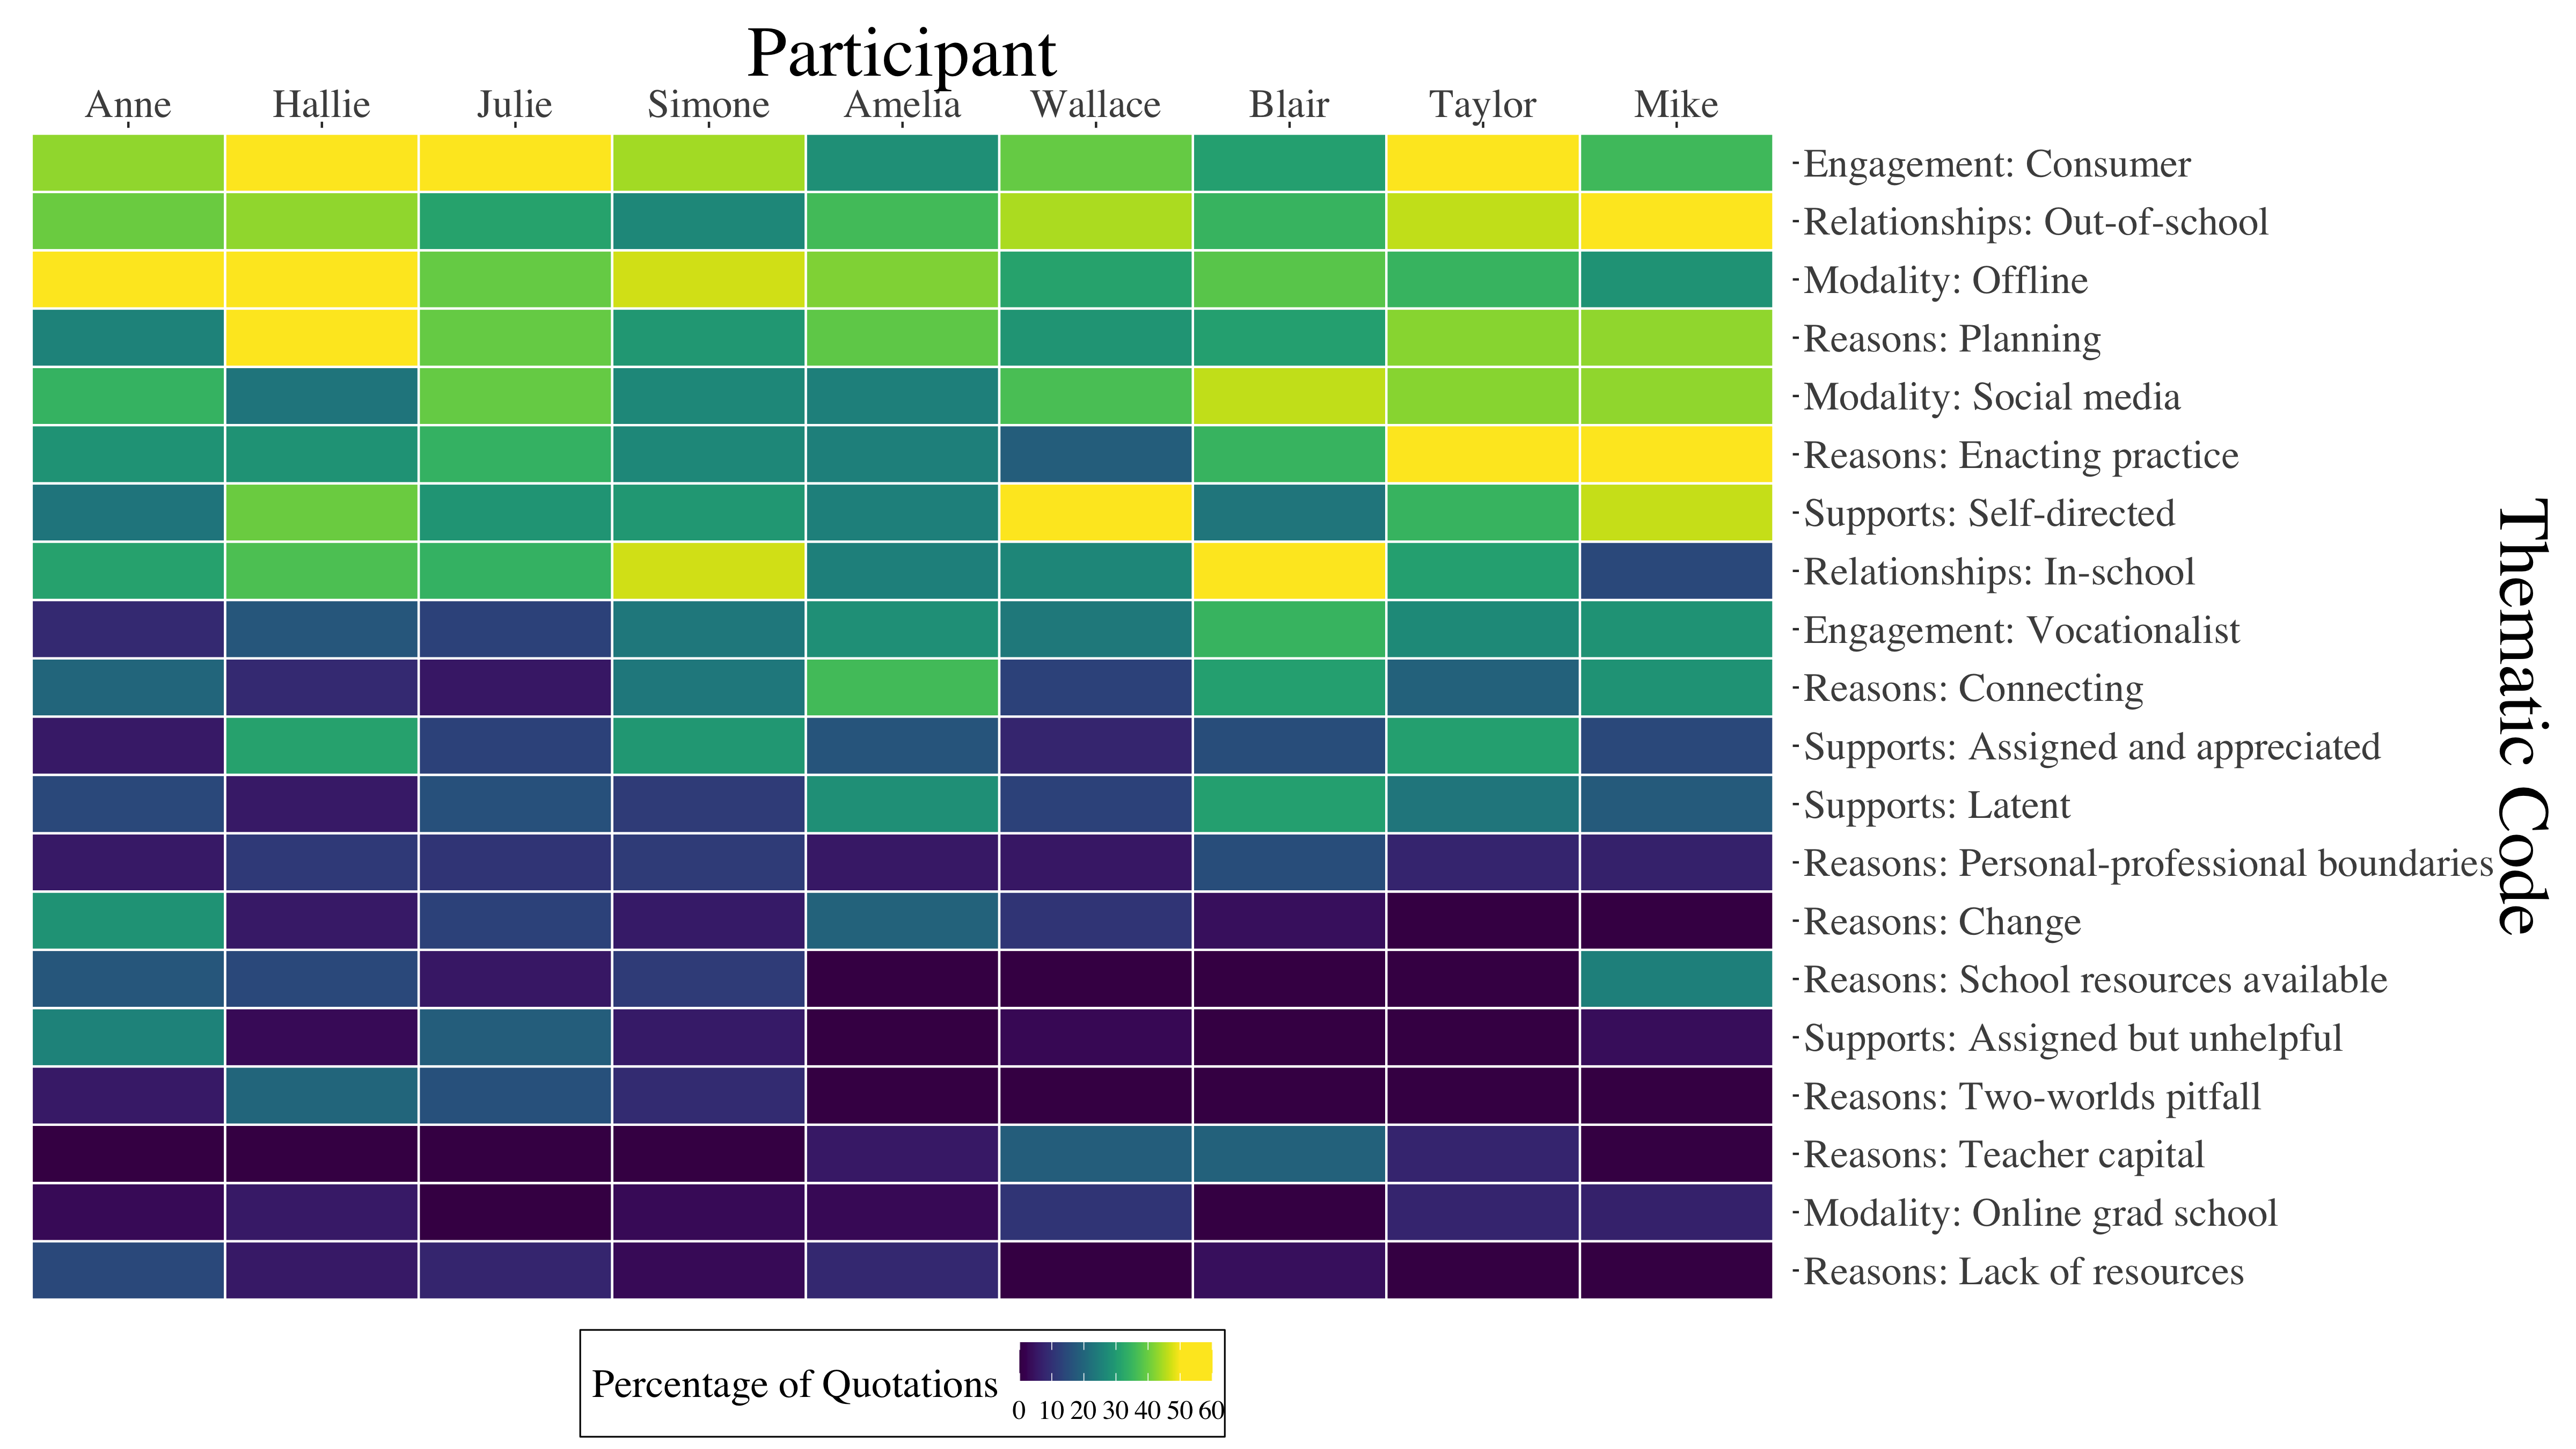 Participant
Anne Hallie Julie Simone Amelia Wallace Blair Taylor Mike
Engagement: Consumer
Relationships: Out-of-school
Modality: Offline
Reasons: Planning
Modality: Social media
Reasons: Enacting practice
Supports: Self-directed
Relationships: In-school
Engagement: Vocationalist
Reasons: Connecting
Supports: Assigned and appreciated
Supports: Latent
Reasons: Personal-professional boundaries
Reasons: Change
Reasons: School resources available
Supports: Assigned but unhelpful
Reasons: Two-worlds pitfall
Reasons: Teacher capital
Modality: Online grad school
Reasons: Lack of resources
Thematic Code
Percentage of Quotations
0 10 20 30 40 50 60